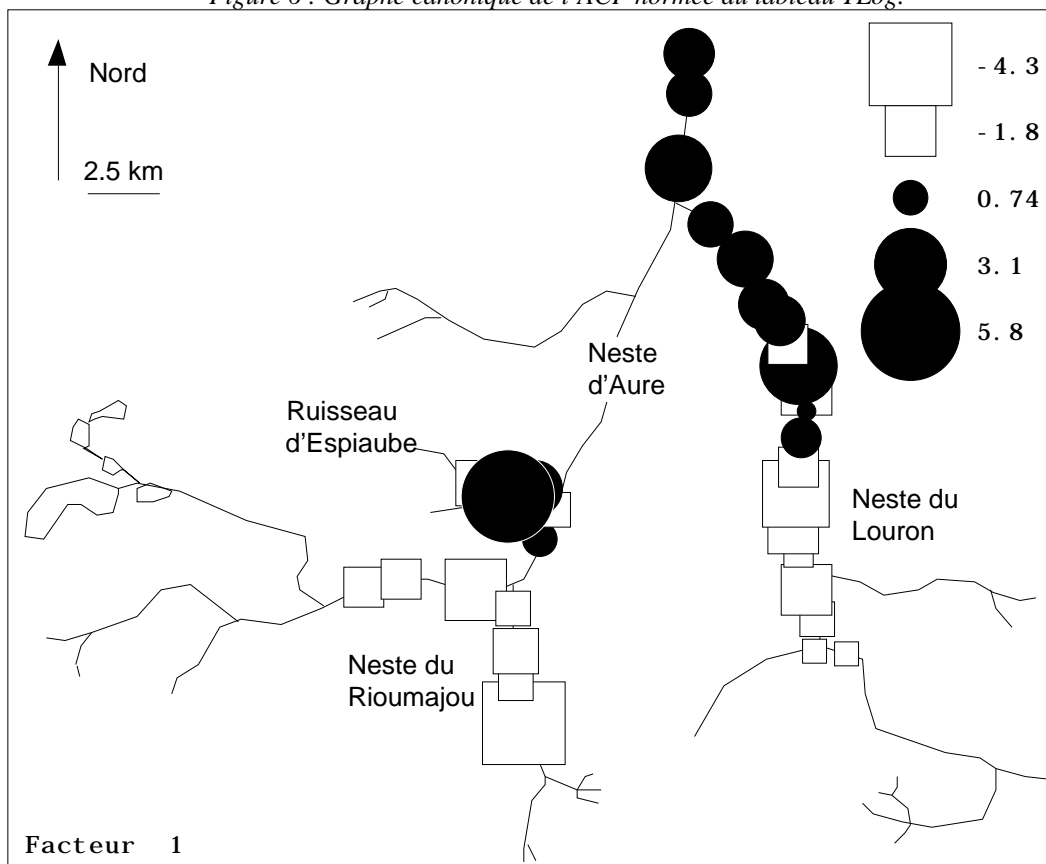 Figure 6 : Graphe canonique de l'ACP normée du tableau TLog.
Nord
2.5 km
-4.3
-1.8
0.74
3.1
5.8
Neste
d'Aure
Ruisseau
d'Espiaube
Neste du
Louron
Neste du
Rioumajou
Facteur 1